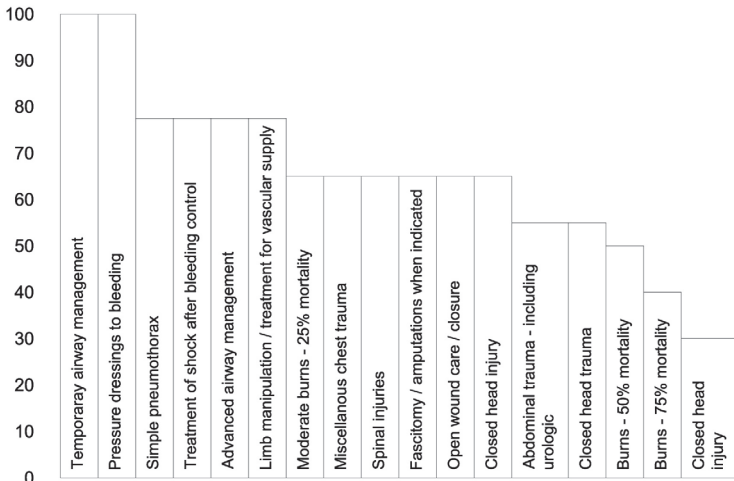 100
90
80
70
60
50
40
30
20
10
0
Temporaray airway management
Pressure dressings to bleeding
Simple pneumothorax
Treatment of shock after bleeding control
Advanced airway management
Limb manipulation / treatment for vascular supply
Moderate burns - 25% mortality
Miscellanous chest trauma
Spinal injuries
Fascitomy / amputations when indicated
Open wound care / closure
Closed head injury
Abdominal trauma - including
urologic
Closed head trauma
Burns - 50% mortality
Burns - 75% mortality
Closed head
injury